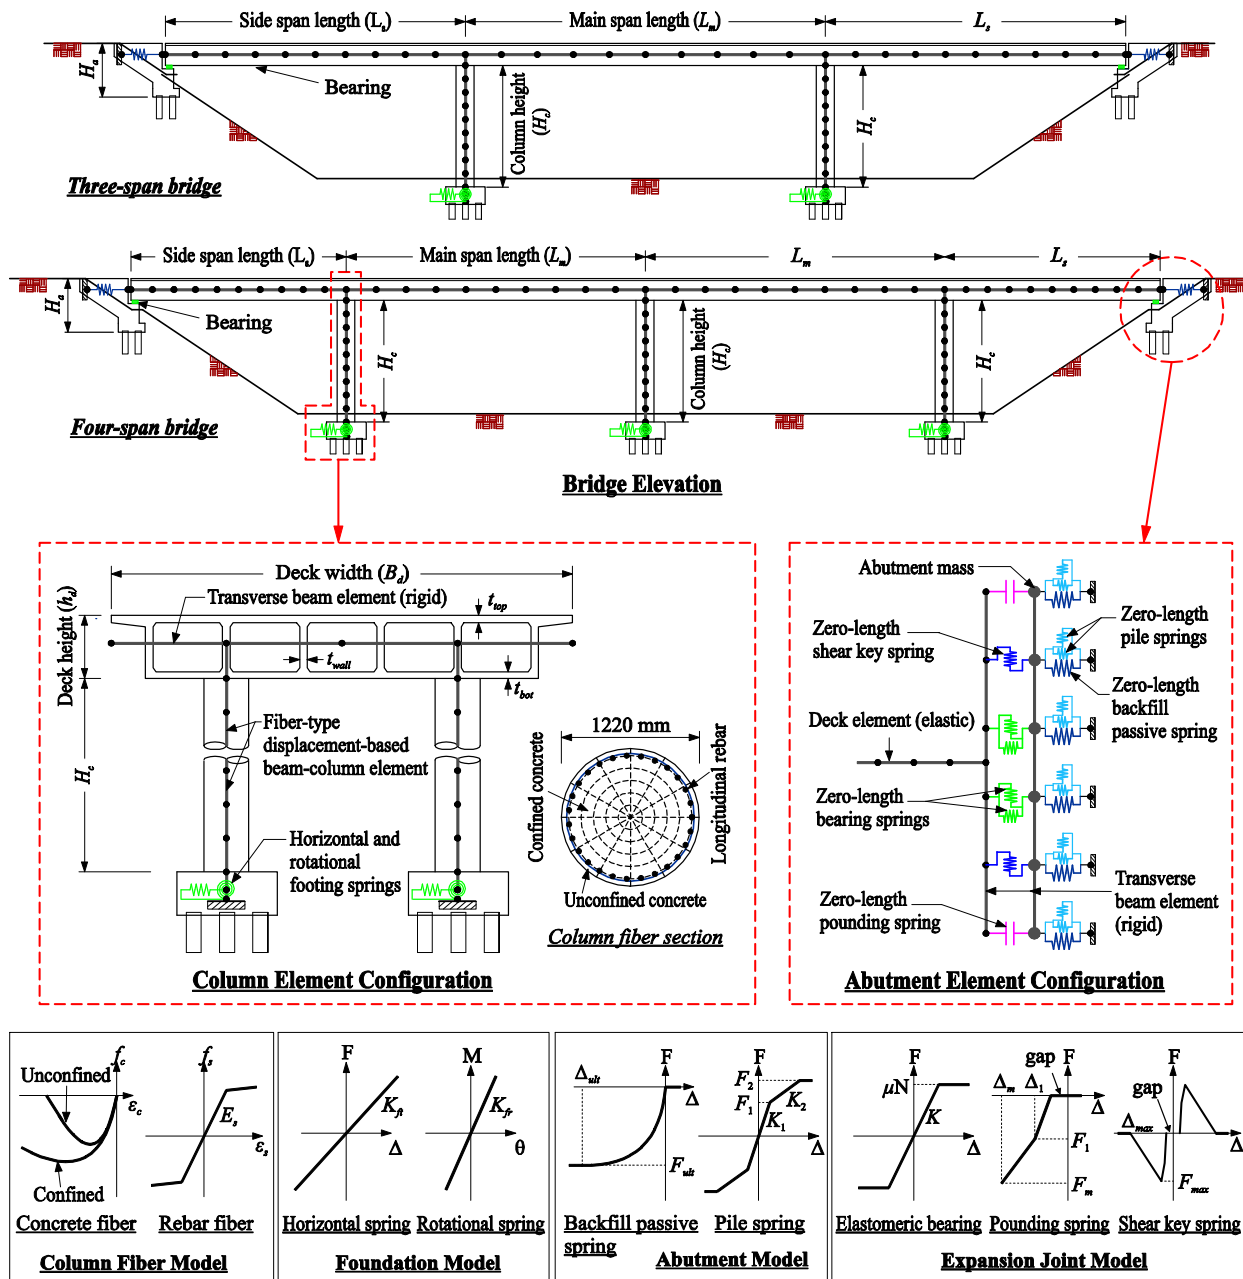 Side span length (Ls)
Main span length (Lm)
Ls
Ha
Bearing
Column height
(Hc)
Hc
Three-span bridge
Side span length (Ls)
Main span length (Lm)
Lm
Ls
Ha
Bearing
Hc
Column height
(Hc)
Hc
Four-span bridge
Bridge Elevation
Deck width (Bd)
Transverse beam element (rigid)
ttop
Deck height (hd)
twall
tbot
Fiber-type
displacement-based
beam-column element
Hc
Horizontal and
rotational
footing springs
1220 mm
Confined concrete
Longitudinal rebar
Unconfined concrete
Column fiber section
Column Element Configuration
Abutment mass
Zero-length
shear key spring
Zero-length
pile springs
Zero-length
backfill
passive spring
Deck element (elastic)
Zero-length
bearing springs
Zero-length
pounding spring
Transverse
beam element
(rigid)
Abutment Element Configuration
fc
Unconfined
εc
Confined
Concrete fiber
fs
Es
εs
Rebar fiber
Column Fiber Model
F
Kft
Δ
Horizontal spring
M
Kfr
θ
Rotational spring
Foundation Model
F
Δult
Δ
Fult
Backfill passive
spring
F
F2
F1
K2
K1
Δ
Pile spring
Abutment Model
F
μN
K
Δ
Elastomeric bearing
gap
F
Δm
Δ1
Δ
F1
Fm
Pounding spring
F
gap
Δmax
Δ
Fmax
Shear key spring
Expansion Joint Model